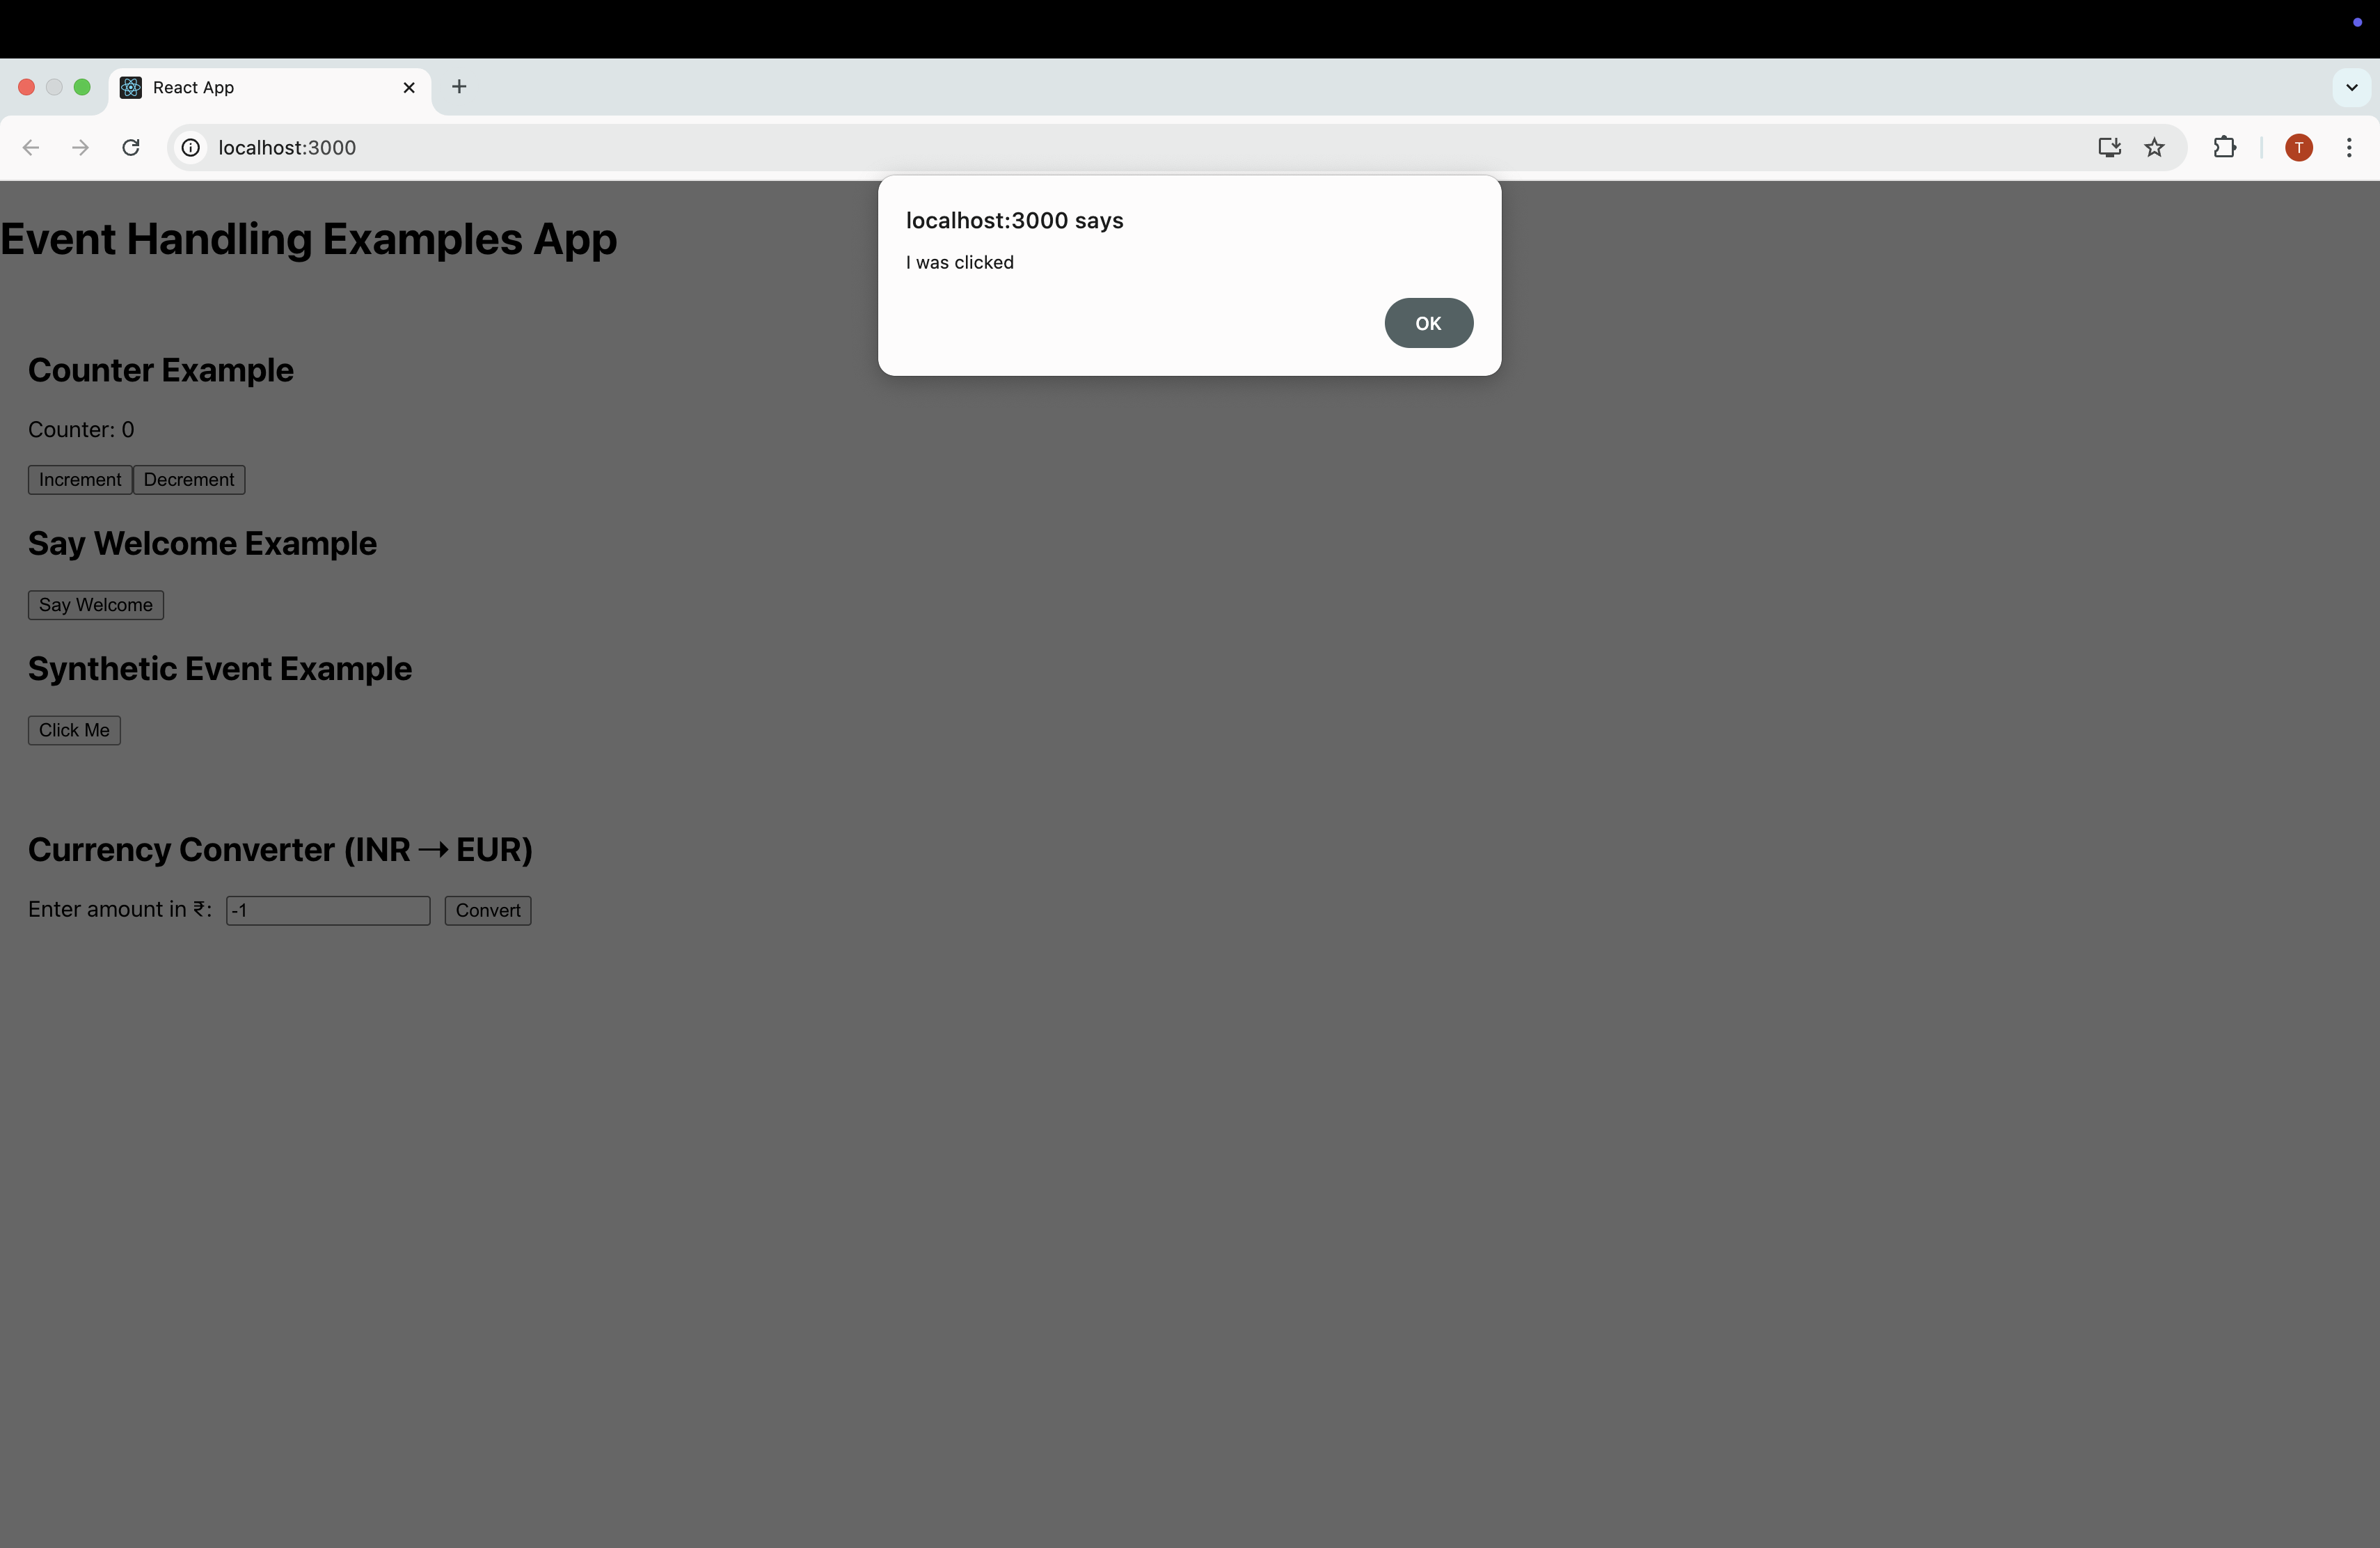 React App
localhost:3000
localhost:3000 says
I was clicked
OK
Event Handling Examples App
Counter Example
Counter: 0
Increment Decrement
Say Welcome Example
Say Welcome
Synthetic Event Example
Click Me
Currency Converter (INR → EUR)
Enter amount in ₹: -1 Convert
T